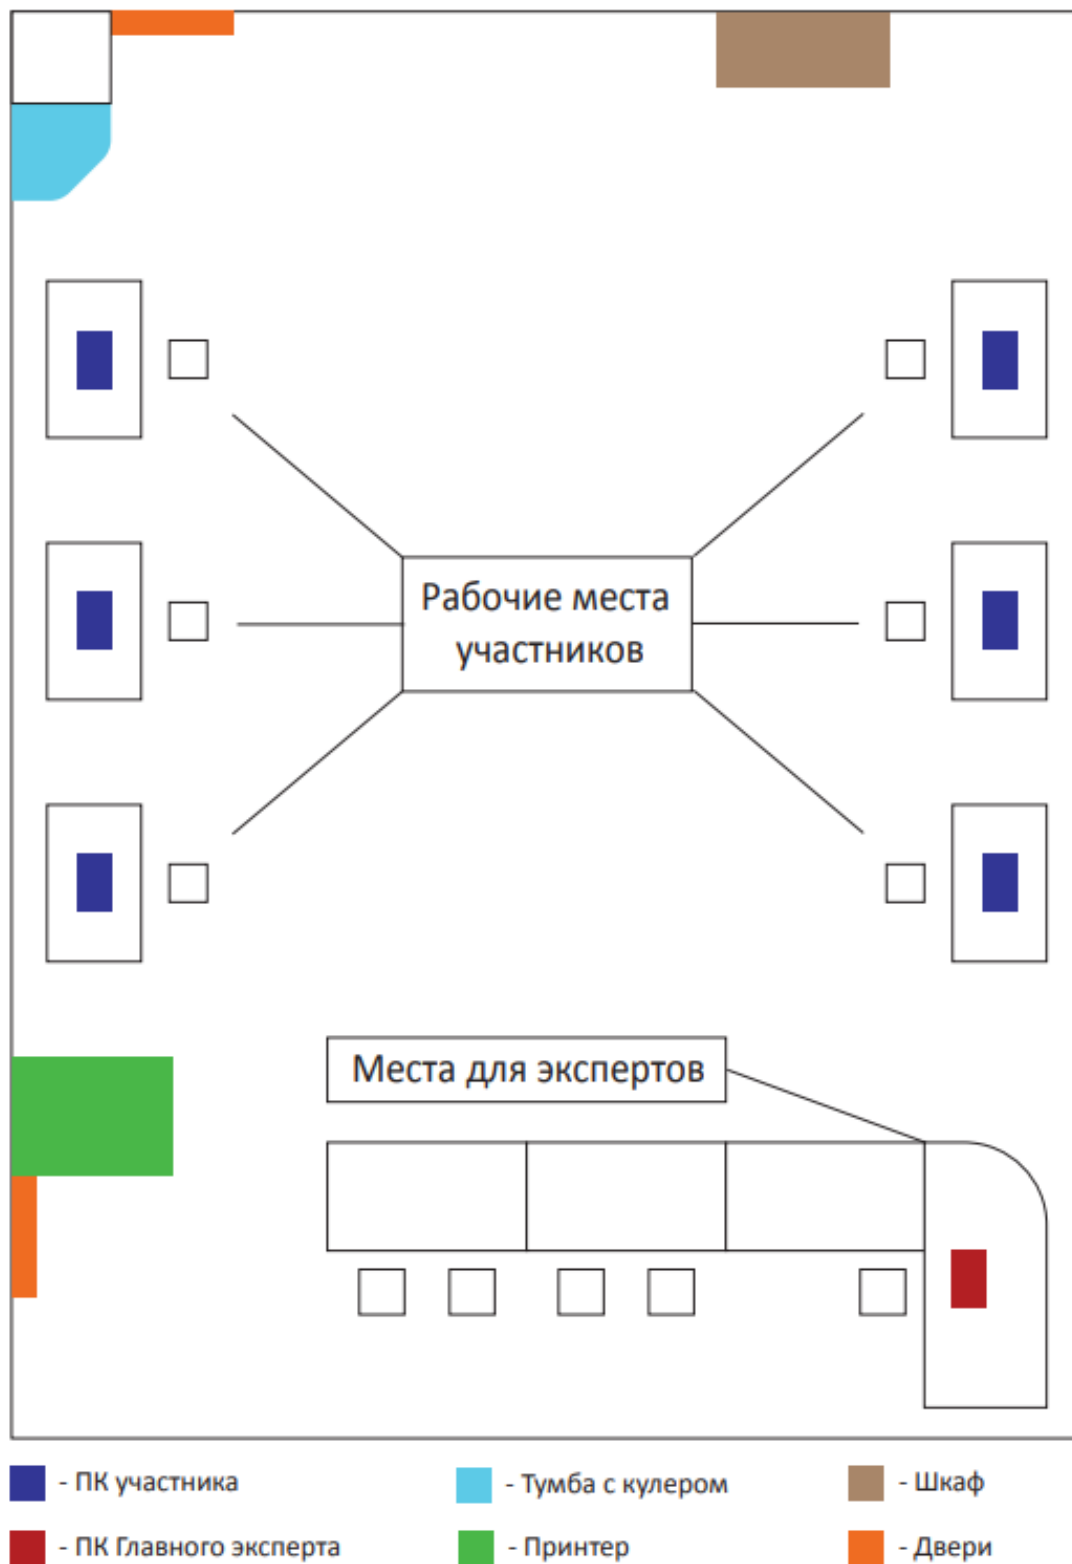 Рабочие места
участников
Места для экспертов
- ПК участника
- Тумба с кулером
- Шкаф
- ПК Главного эксперта
- Принтер
- Двери